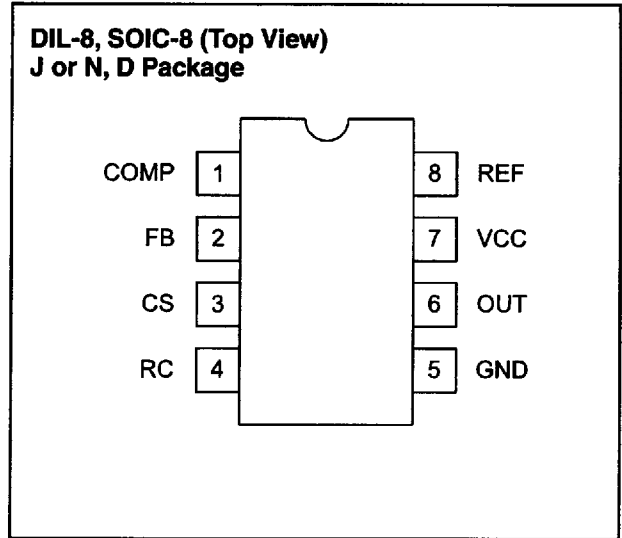 DIL-8, SOIC-8 (Top View)
J or N, D Package
COMP 1 8 REF
FB 2 7 VCC
CS 3 6 OUT
RC 4 5 GND